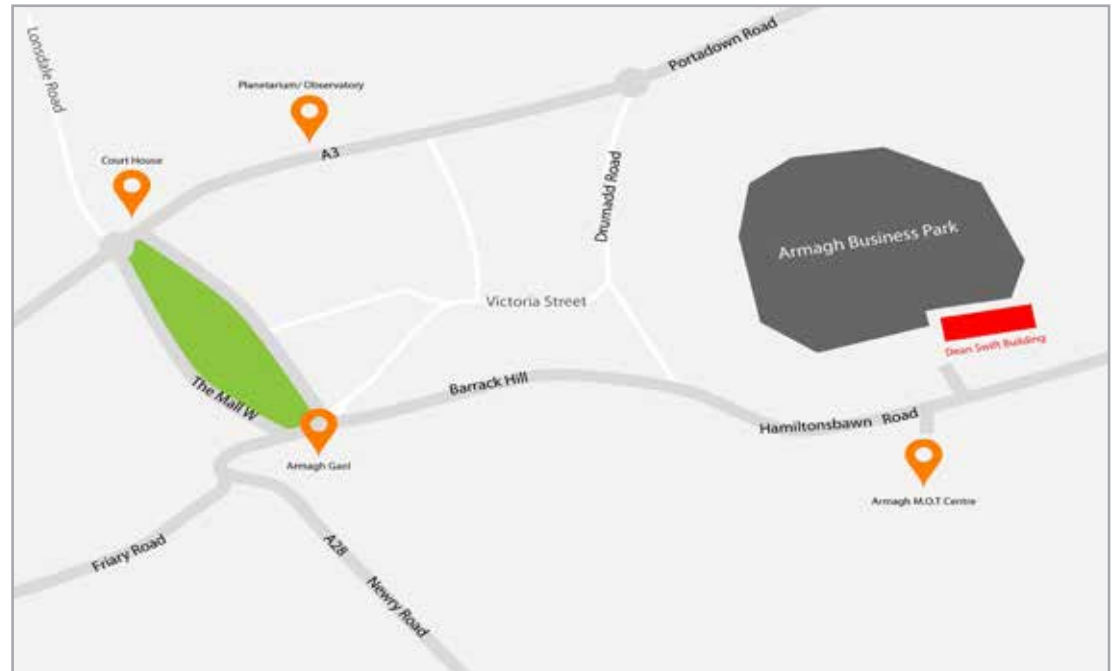 Lonsdale Road
Portadown Road
Planetarium/ Observatory
A3
Court House
Drumadd Road
Armagh Business Park
Victoria Street
Dean Swift Building
The Mall W
Barrack Hill
Hamiltonsbawn Road
Armagh Gaol
Armagh M.O.T Centre
Friary Road
A28
Newry Road